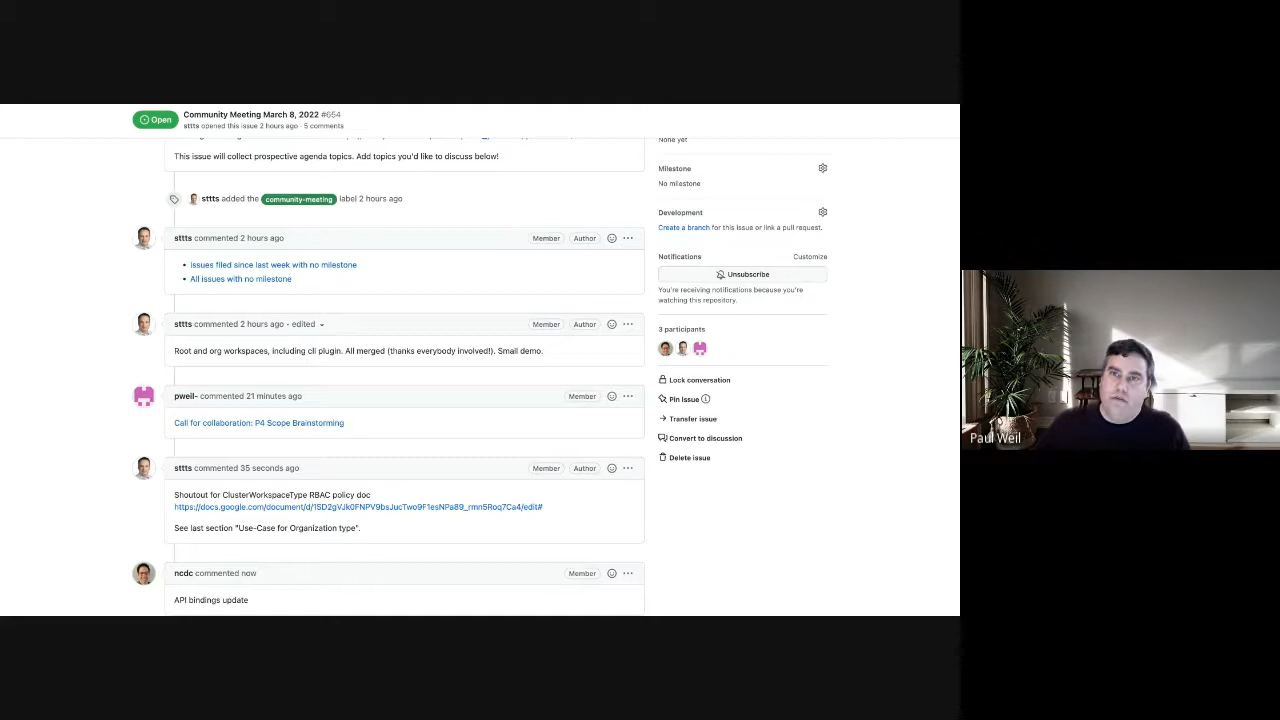 Open
Community Meeting March 8, 2022 #654
sttts opened this issue 2 hours ago · 5 comments
This issue will collect prospective agenda topics. Add topics you'd like to discuss below!
sttts added the community-meeting label 2 hours ago
sttts commented 2 hours ago Member Author
• Issues filed since last week with no milestone
• All issues with no milestone
sttts commented 2 hours ago · edited Member Author
Root and org workspaces, including cli plugin. All merged (thanks everybody involved!). Small demo.
pweil- commented 21 minutes ago Member
Call for collaboration: P4 Scope Brainstorming
sttts commented 35 seconds ago Member Author
Shoutout for ClusterWorkspaceType RBAC policy doc
https://docs.google.com/document/d/1SD2gVJk0FNPV9bsJucTwo9F1esNPa89_rmn5Roq7Ca4/edit#
See last section "Use-Case for Organization type".
ncdc commented now Member
API bindings update
None yet
Milestone
No milestone
Development
Create a branch for this issue or link a pull request.
Notifications Customize
Unsubscribe
You're receiving notifications because you're
watching this repository.
3 participants
Lock conversation
Pin issue
Transfer issue
Convert to discussion
Delete issue
Paul Weil